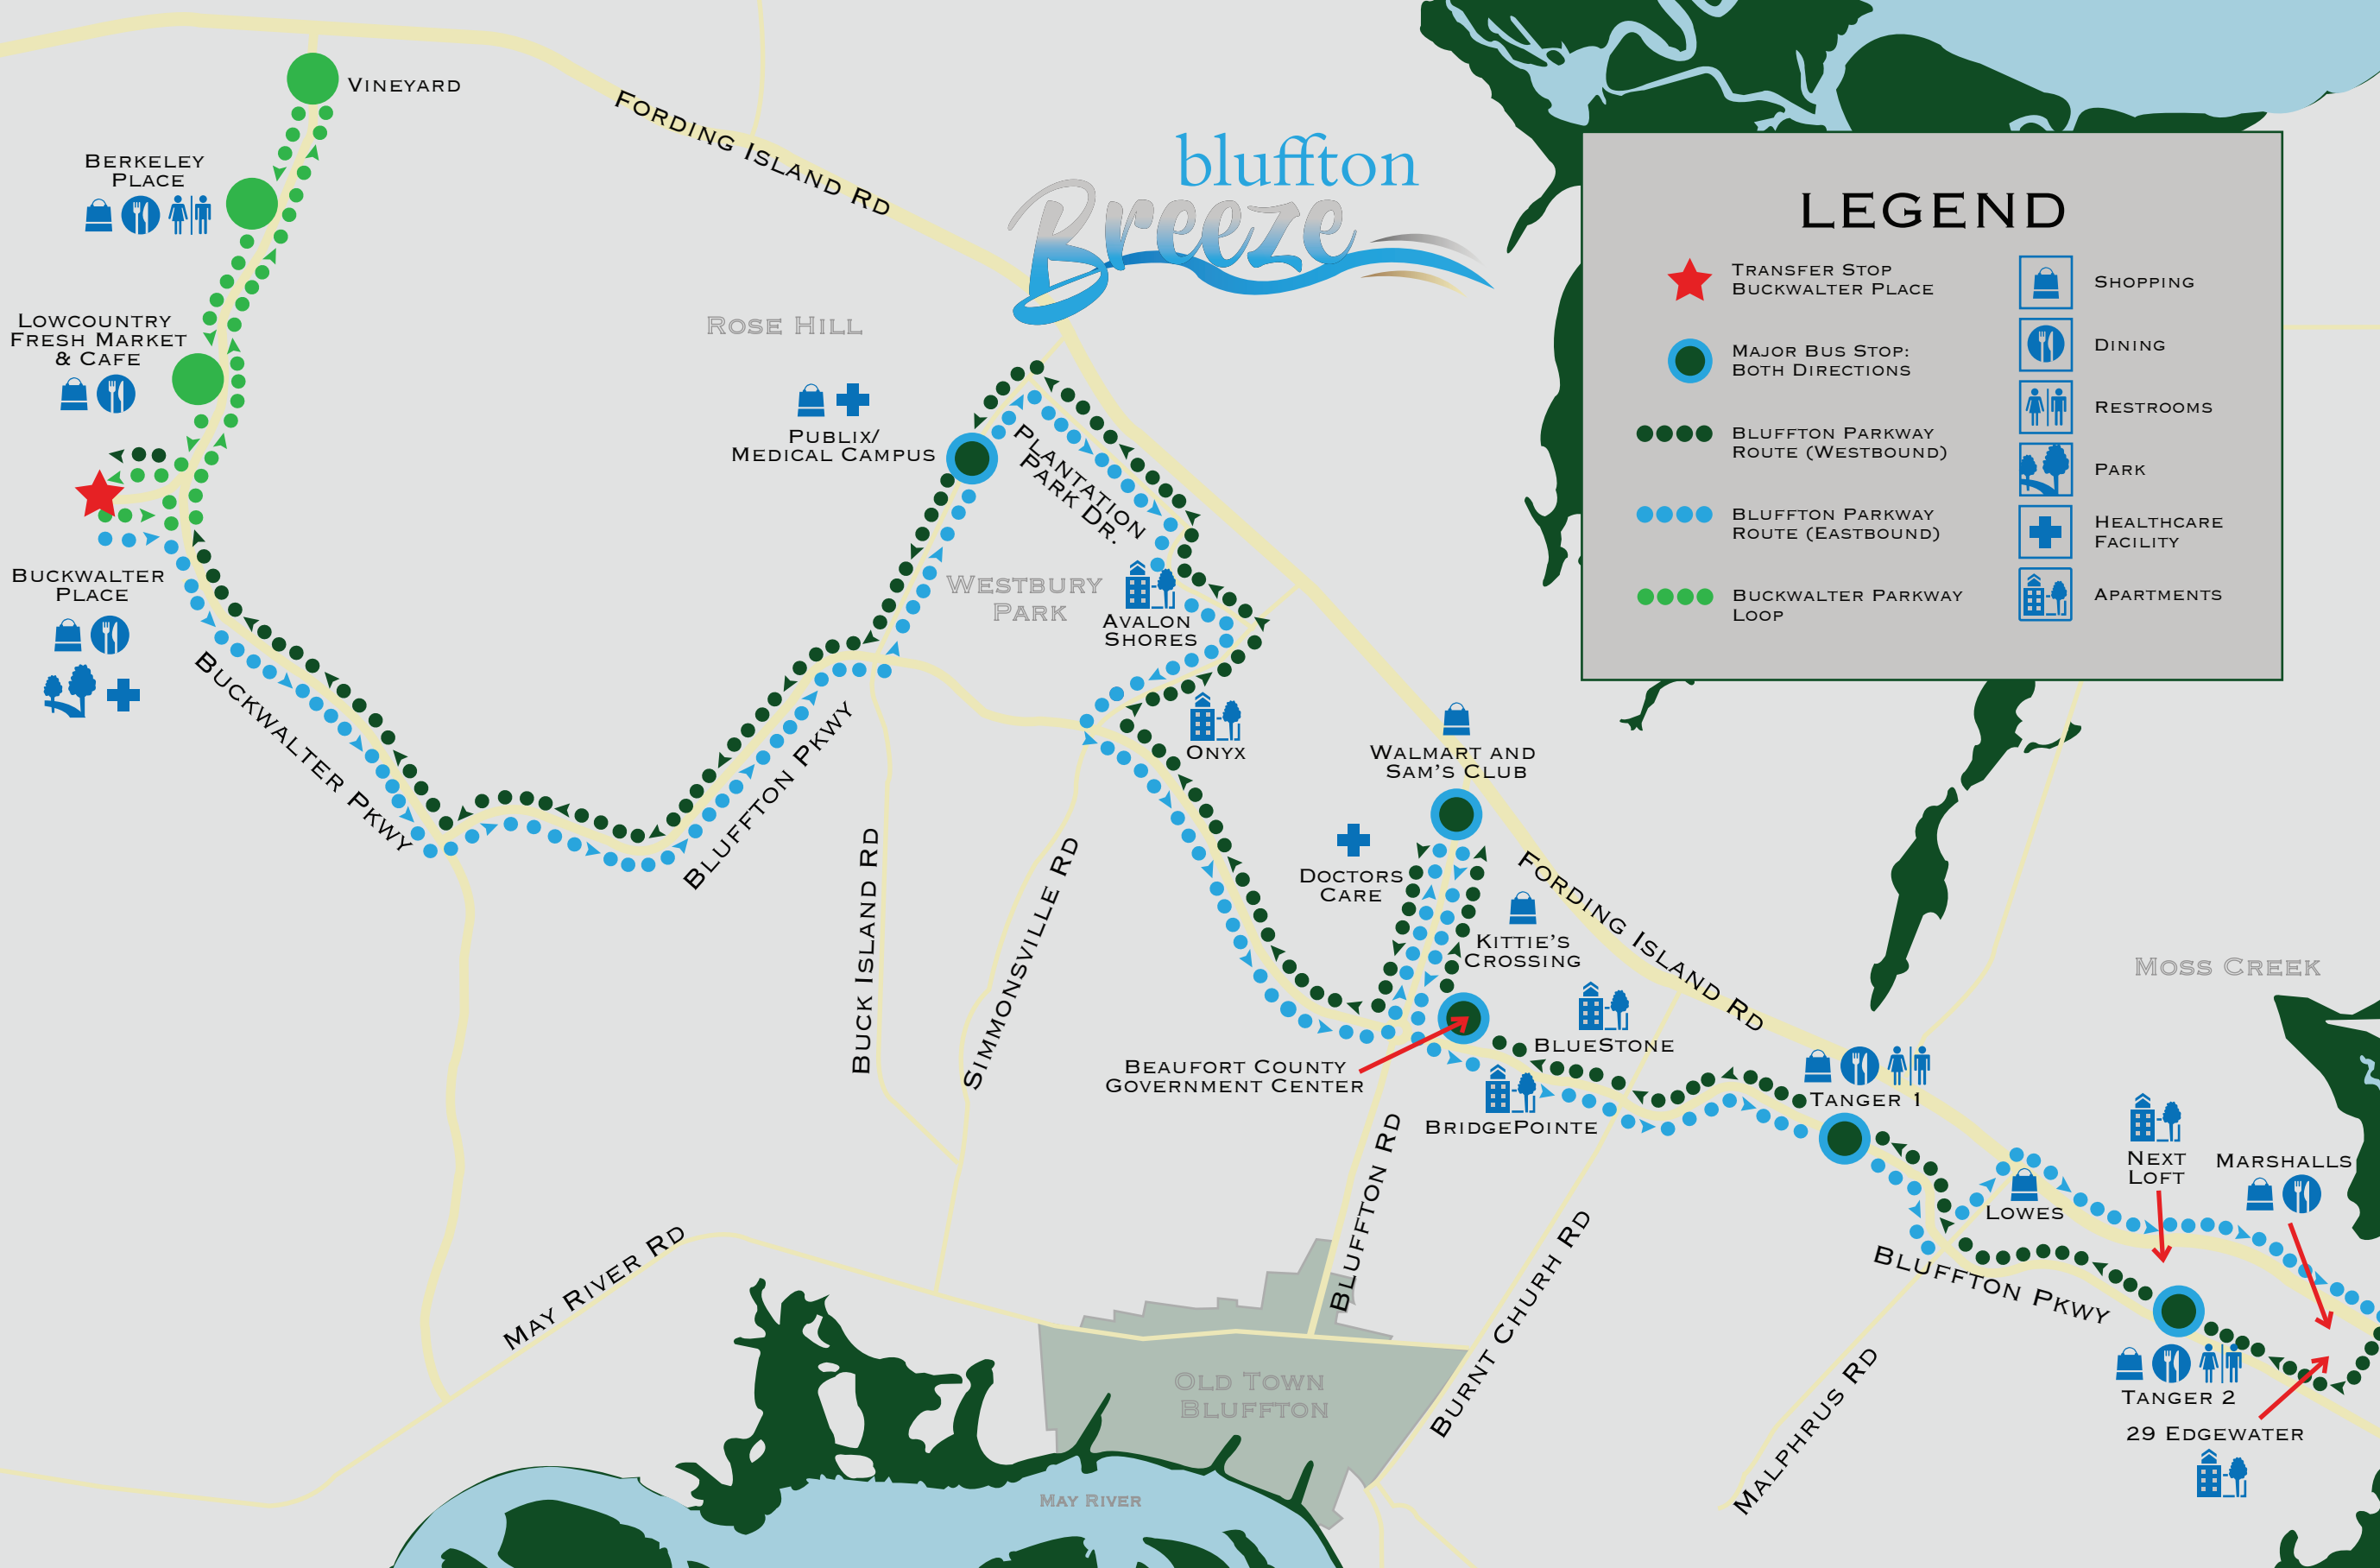 Vineyard
Berkeley
Place
Fording Island Rd
bluffton
Breeze
Lowcountry
Fresh Market
& Cafe
Rose Hill
Publix/
Medical Campus
Plantation
Park Dr.
Buckwalter
Place
Westbury
Park
Avalon
Shores
Onyx
Buckwalter Pkwy
Bluffton Pkwy
Buck Island Rd
Simmonsville Rd
Walmart and
Sam's Club
Doctors
Care
Kittie's
Crossing
Fording Island Rd
Beaufort County
Government Center
BlueStone
BridgePointe
Tanger 1
Moss Creek
Next
Loft
Marshalls
Lowes
Bluffton Pkwy
Bluffton Rd
Burnt Churh Rd
Malphrus Rd
May River Rd
Old Town
Bluffton
May River
Tanger 2
29 Edgewater
LEGEND
Transfer Stop
Buckwalter Place
Major Bus Stop:
Both Directions
Bluffton Parkway
Route (Westbound)
Bluffton Parkway
Route (Eastbound)
Buckwalter Parkway
Loop
Shopping
Dining
Restrooms
Park
Healthcare
Facility
Apartments